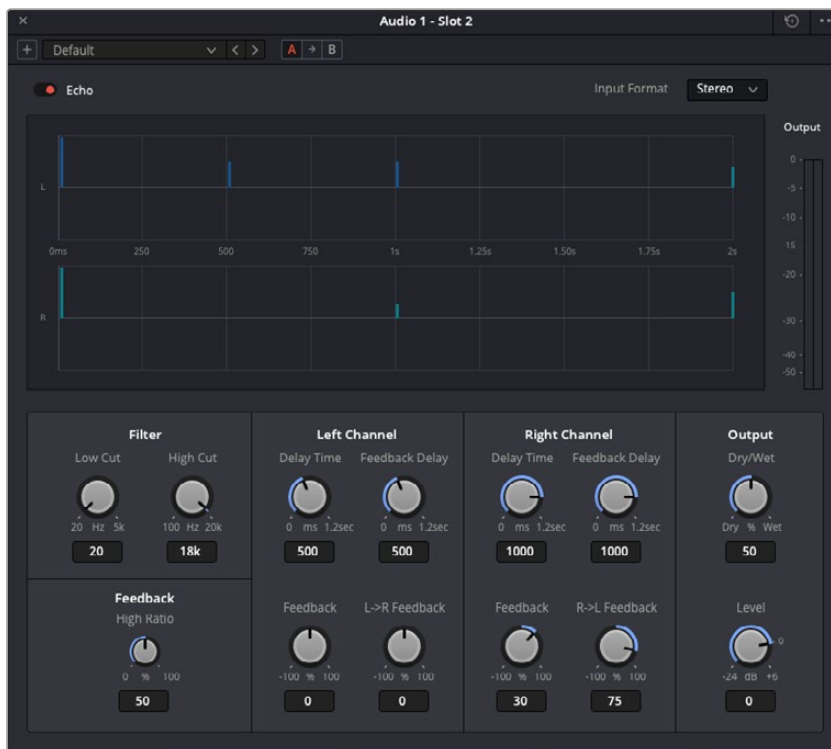 Audio 1 - Slot 2
Default
A B
Echo
Input Format Stereo
Output
L
0ms 250 500 750 1s 1.25s 1.50s 1.75s 2s
R
0
-5
-10
15
-20
-30
-40
-50
Filter
Low Cut High Cut
20 Hz 5k 100 Hz 20k
20 18k
Feedback
High Ratio
0 % 100
50
Left Channel
Delay Time Feedback Delay
0 ms 1.2sec 0 ms 1.2sec
500 500
Feedback L->R Feedback
-100 % 100 -100 % 100
0 0
Right Channel
Delay Time Feedback Delay
0 ms 1.2sec 0 ms 1.2sec
1000 1000
Feedback R->L Feedback
-100 % 100 -100 % 100
30 75
Output
Dry/Wet
Dry % Wet
50
Level
0
-24 dB +6
0